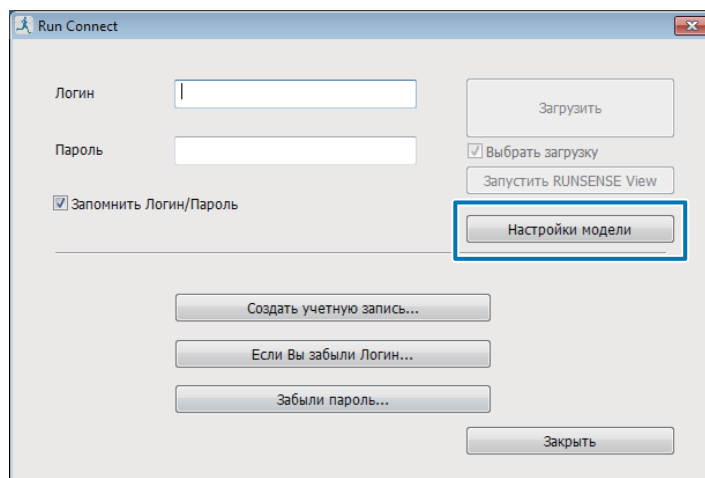 Run Connect
Логин
Загрузить
Пароль
Выбрать загрузку
Запустить RUNSENSE View
Запомнить Логин/Пароль
Настройки модели
Создать учетную запись...
Если Вы забыли Логин...
Забыли пароль...
Закрыть